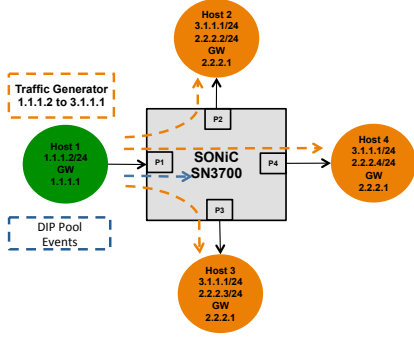 Host 2
3.1.1.1/24
2.2.2.2/24
GW
2.2.2.1
Traffic Generator
1.1.1.2 to 3.1.1.1
P2
Host 1
1.1.1.2/24
GW
1.1.1.1
P1
SONiC
SN3700
P4
Host 4
3.1.1.1/24
2.2.2.4/24
GW
2.2.2.1
P3
DIP Pool
Events
Host 3
3.1.1.1/24
2.2.2.3/24
GW
2.2.2.1